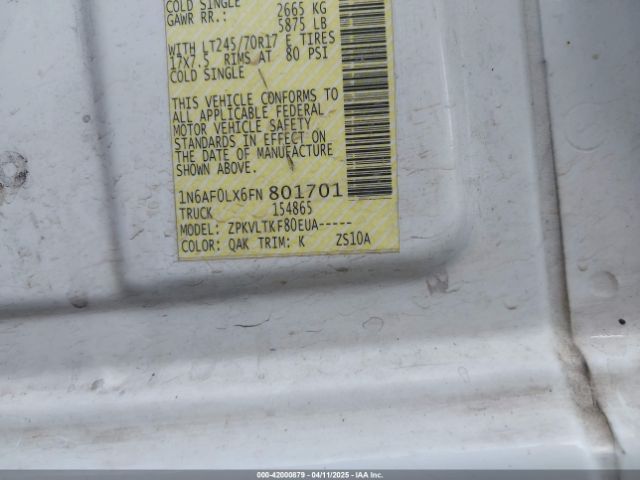 COLD SINGLE
2665 KG
GAWR RR.:
5875 LB
WITH LT245/70R17 E TIRES
17X7.5 RIMS AT 80 PSI
COLD SINGLE
THIS VEHICLE CONFORMS TO
ALL APPLICABLE FEDERAL
MOTOR VEHICLE SAFETY
STANDARDS IN EFFECT ON
THE DATE OF MANUFACTURE
SHOWN ABOVE.
1N6AF0LX6FN 801701
TRUCK 154865
MODEL: ZPKVLTKF80EUA-----
COLOR: QAK TRIM: K ZS10A
000-42000879 - 04/11/2025 - IAA Inc.